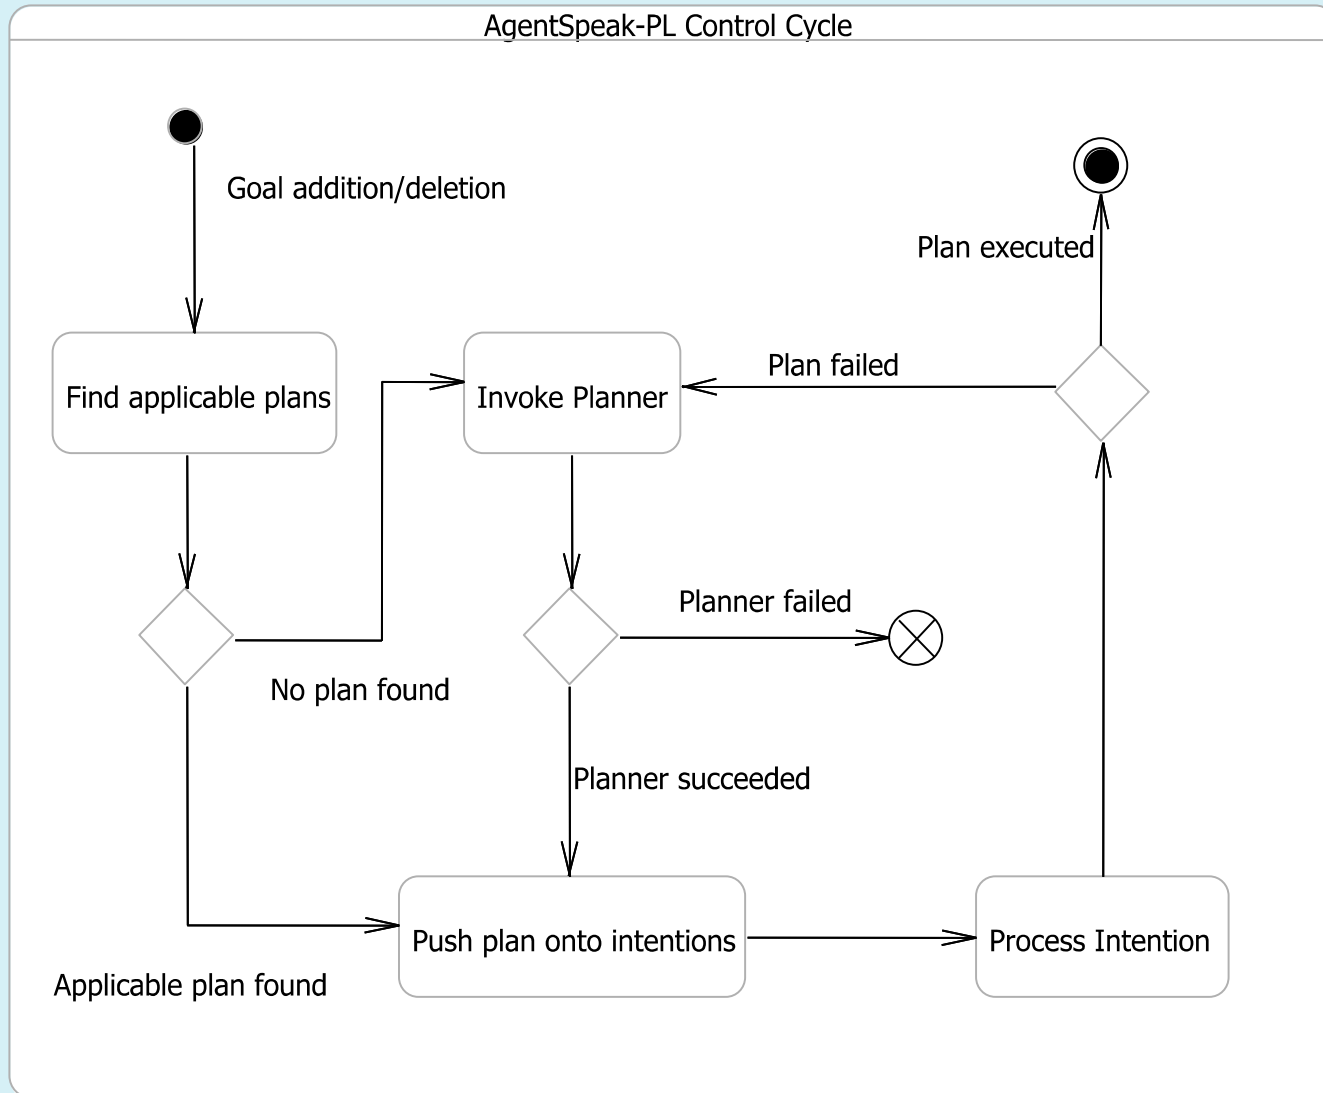 AgentSpeak-PL Control Cycle
Goal addition/deletion
Plan executed
Plan failed
Find applicable plans
Invoke Planner
Planner failed
No plan found
Planner succeeded
Push plan onto intentions
Process Intention
Applicable plan found